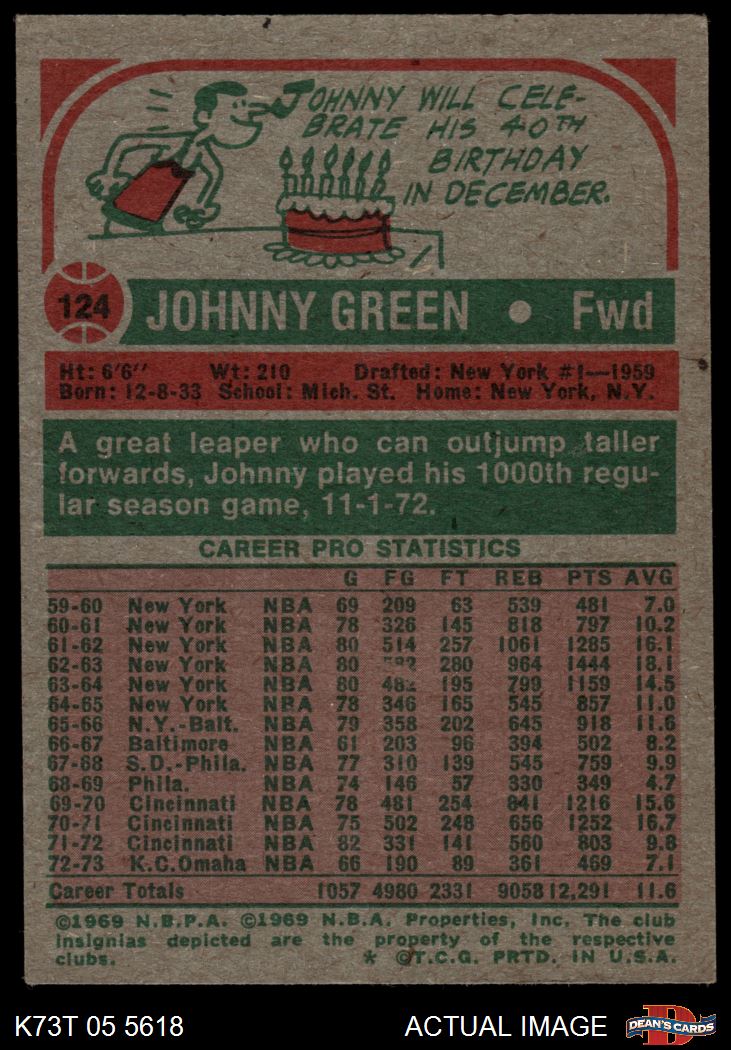 JOHNNY WILL CELE-
BRATE HIS 40TH
BIRTHDAY
IN DECEMBER.
124 JOHNNY GREEN • Fwd
Ht: 6'6" Wt: 210 Drafted: New York #1—1959
Born: 12-8-33 School: Mich. St. Home: New York, N.Y.
A great leaper who can outjump taller
forwards, Johnny played his 1000th regu-
lar season game, 11-1-72.
CAREER PRO STATISTICS
G FG FT REB PTS AVG
59-60 New York NBA 69 209 63 539 481 7.0
60-61 New York NBA 78 326 145 818 797 10.2
61-62 New York NBA 80 514 257 1061 1285 16.1
62-63 New York NBA 80 280 964 1444 18.1
63-64 New York NBA 80 482 195 799 1159 14.5
64-65 New York NBA 78 346 165 545 857 11.0
65-66 N.Y.-Balt. NBA 79 358 202 645 918 11.6
66-67 Baltimore NBA 61 203 96 394 502 8.2
67-68 S.D.-Phila. NBA 77 310 139 545 759 9.9
68-69 Phila. NBA 74 146 57 330 349 4.7
69-70 Cincinnati NBA 78 481 254 841 1216 15.6
70-71 Cincinnati NBA 75 502 248 656 1252 16.7
71-72 Cincinnati NBA 82 331 141 560 803 9.8
72-73 K.C.Omaha NBA 66 190 89 361 469 7.1
Career Totals 1057 4980 2331 9058 12,291 11.6
©1969 N.B.P.A. ©1969 N.B.A. Properties, Inc. The club
insignias depicted are the property of the respective
clubs. * ©T.C.G. PRTD. IN U.S.A.
K73T 05 5618 ACTUAL IMAGE DEAN'S CARDS